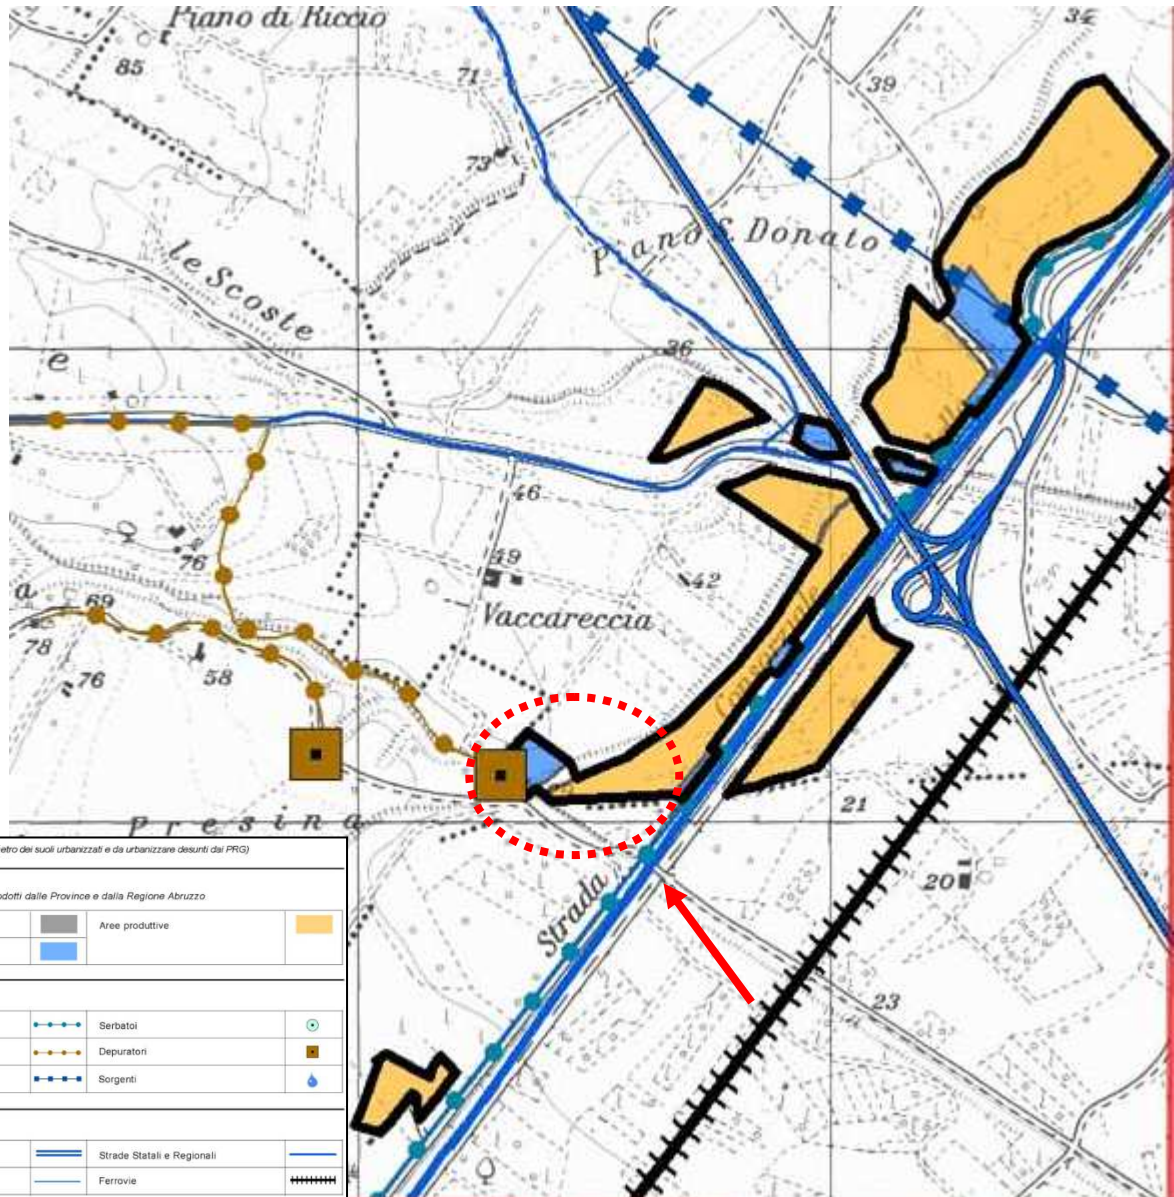 Piano di Riccio
34
85
71
39
73
Piano S. Donato
le Scoste
e
36
46
76
49
42
a
69
Vaccareccia
78
76
58
Consorziale
Presina
21
20
Strada
23
etro dei suoli urbanizzati e da urbanizzare desunti dai PRG)
odotti dalle Province e dalla Regione Abruzzo
Aree produttive
Serbatoi
Depuratori
Sorgenti
Strade Statali e Regionali
Ferrovie